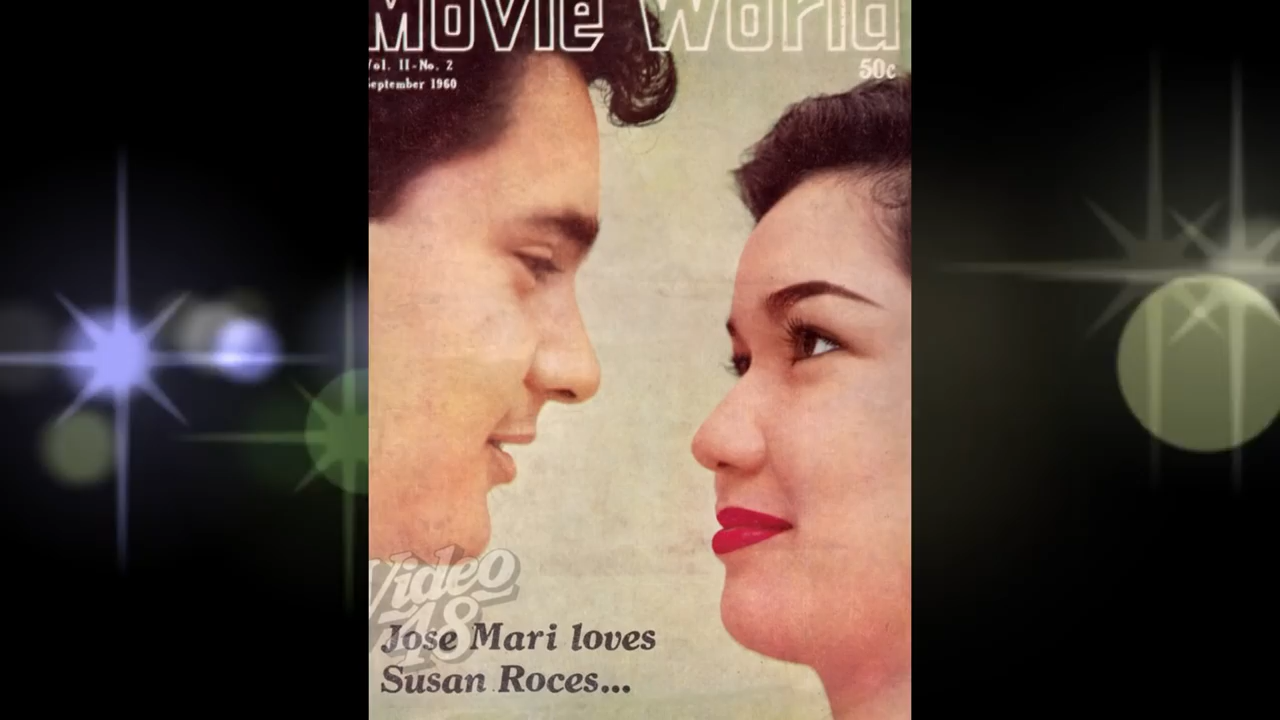 Movie World
Vol. II-No. 2
50c
September 1960
Video
48
Jose Mari loves
Susan Roces...